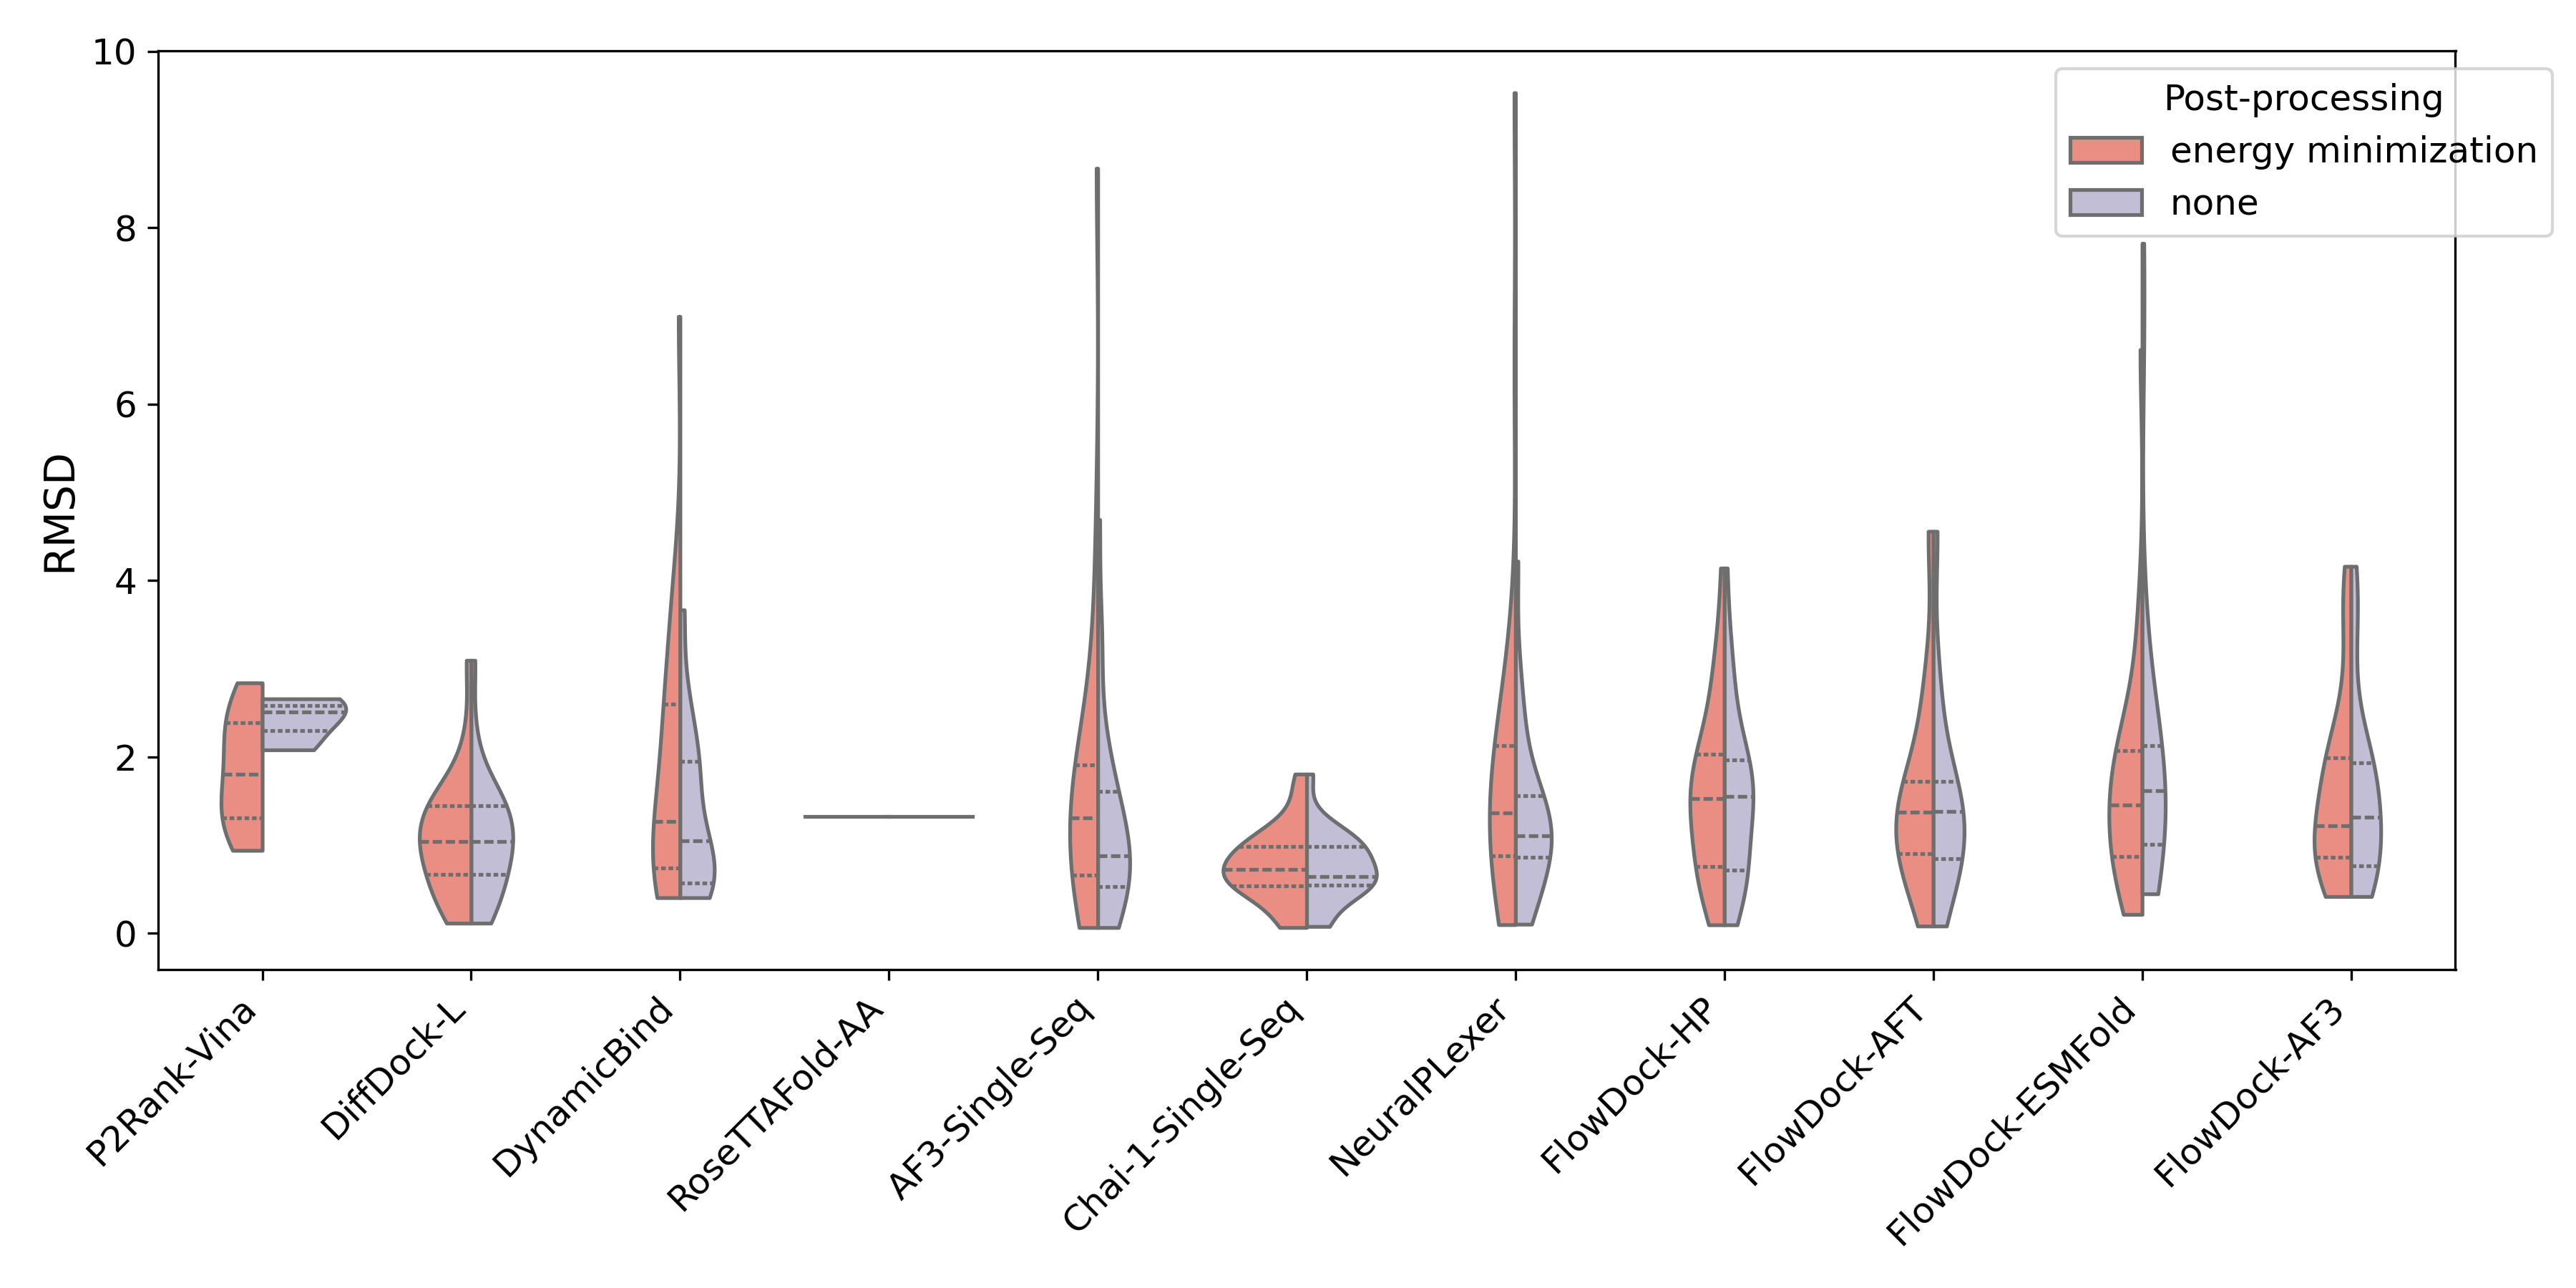 10
8
6
4
2
0
RMSD
Post-processing
energy minimization
none
P2Rank-Vina
DiffDock-L
DynamicBind
RoseTTAFold-AA
AF3-Single-Seq
Chai-1-Single-Seq
NeuralPLexer
FlowDock-HP
FlowDock-AFT
FlowDock-ESMFold
FlowDock-AF3